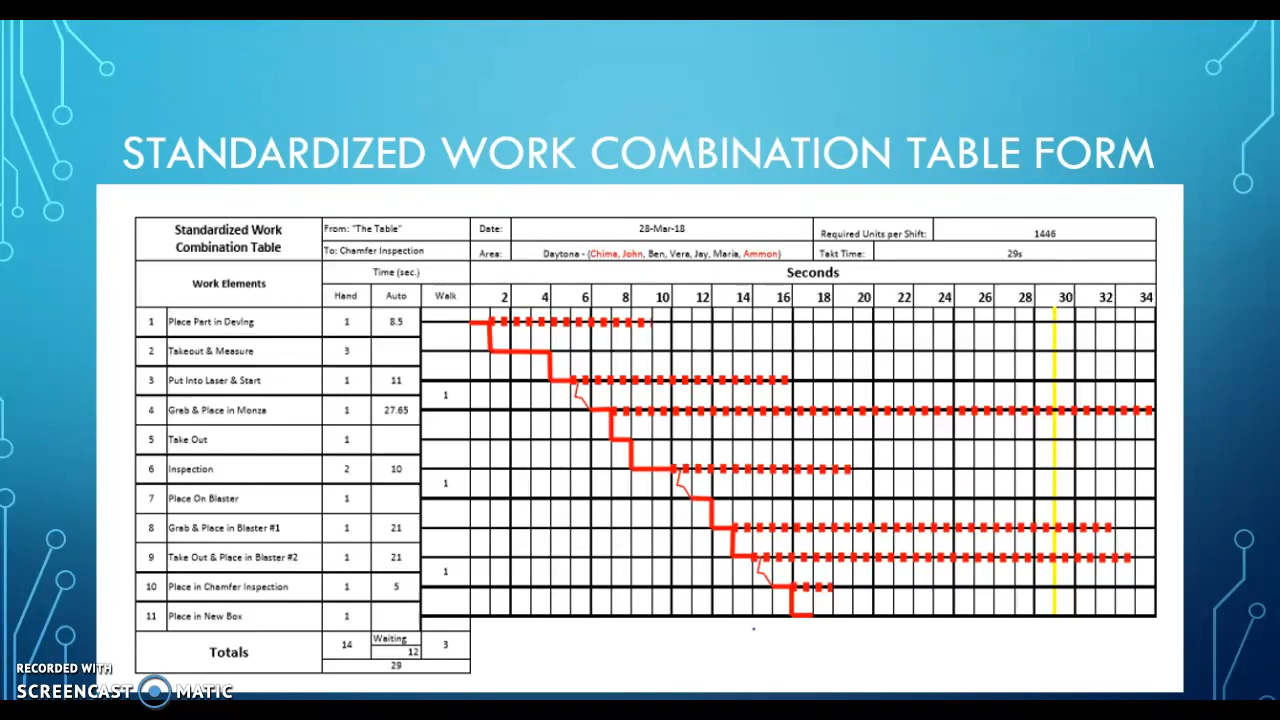 STANDARDIZED WORK COMBINATION TABLE FORM
Standardized Work
Combination Table
From: "The Table"
To: Chamfer Inspection
Date:
28-Mar-18
Required Units per Shift:
1446
Area:
Daytona - (Chima, John, Ben, Vera, Jay, Maria, Ammon)
Takt Time:
29s
Work Elements
Time (sec.)
Seconds
Hand Auto Walk
2 4 6 8 10 12 14 16 18 20 22 24 26 28 30 32 34
1 Place Part in Devlng 1 8.5
2 Takeout & Measure 3
3 Put Into Laser & Start 1 11
1
4 Grab & Place in Monza 1 27.65
5 Take Out 1
6 Inspection 2 10
1
7 Place On Blaster 1
8 Grab & Place in Blaster #1 1 21
9 Take Out & Place in Blaster #2 1 21
1
10 Place in Chamfer Inspection 1 5
11 Place in New Box 1
Totals
14
Waiting
12
3
29
RECORDED WITH
SCREENCAST MATIC